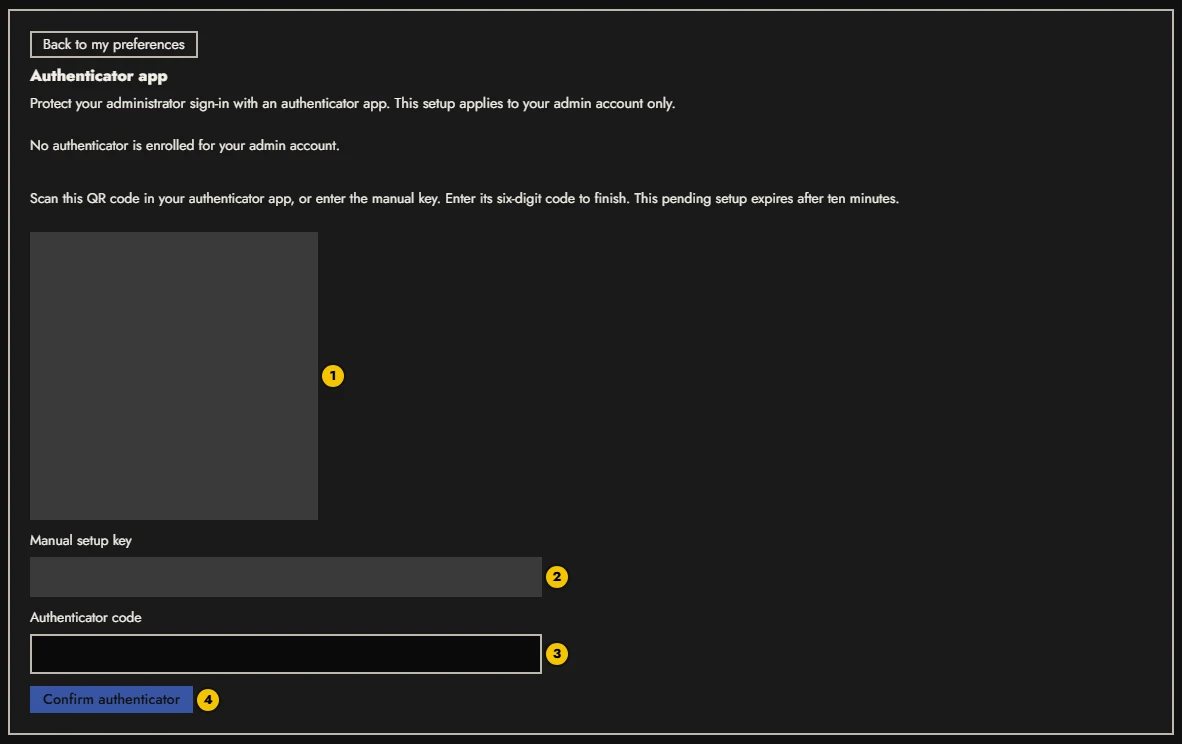 Back to my preferences
Authenticator app
Protect your administrator sign-in with an authenticator app. This setup applies to your admin account only.
No authenticator is enrolled for your admin account.
Scan this QR code in your authenticator app, or enter the manual key. Enter its six-digit code to finish. This pending setup expires after ten minutes.
1
Manual setup key
2
Authenticator code
3
Confirm authenticator 4